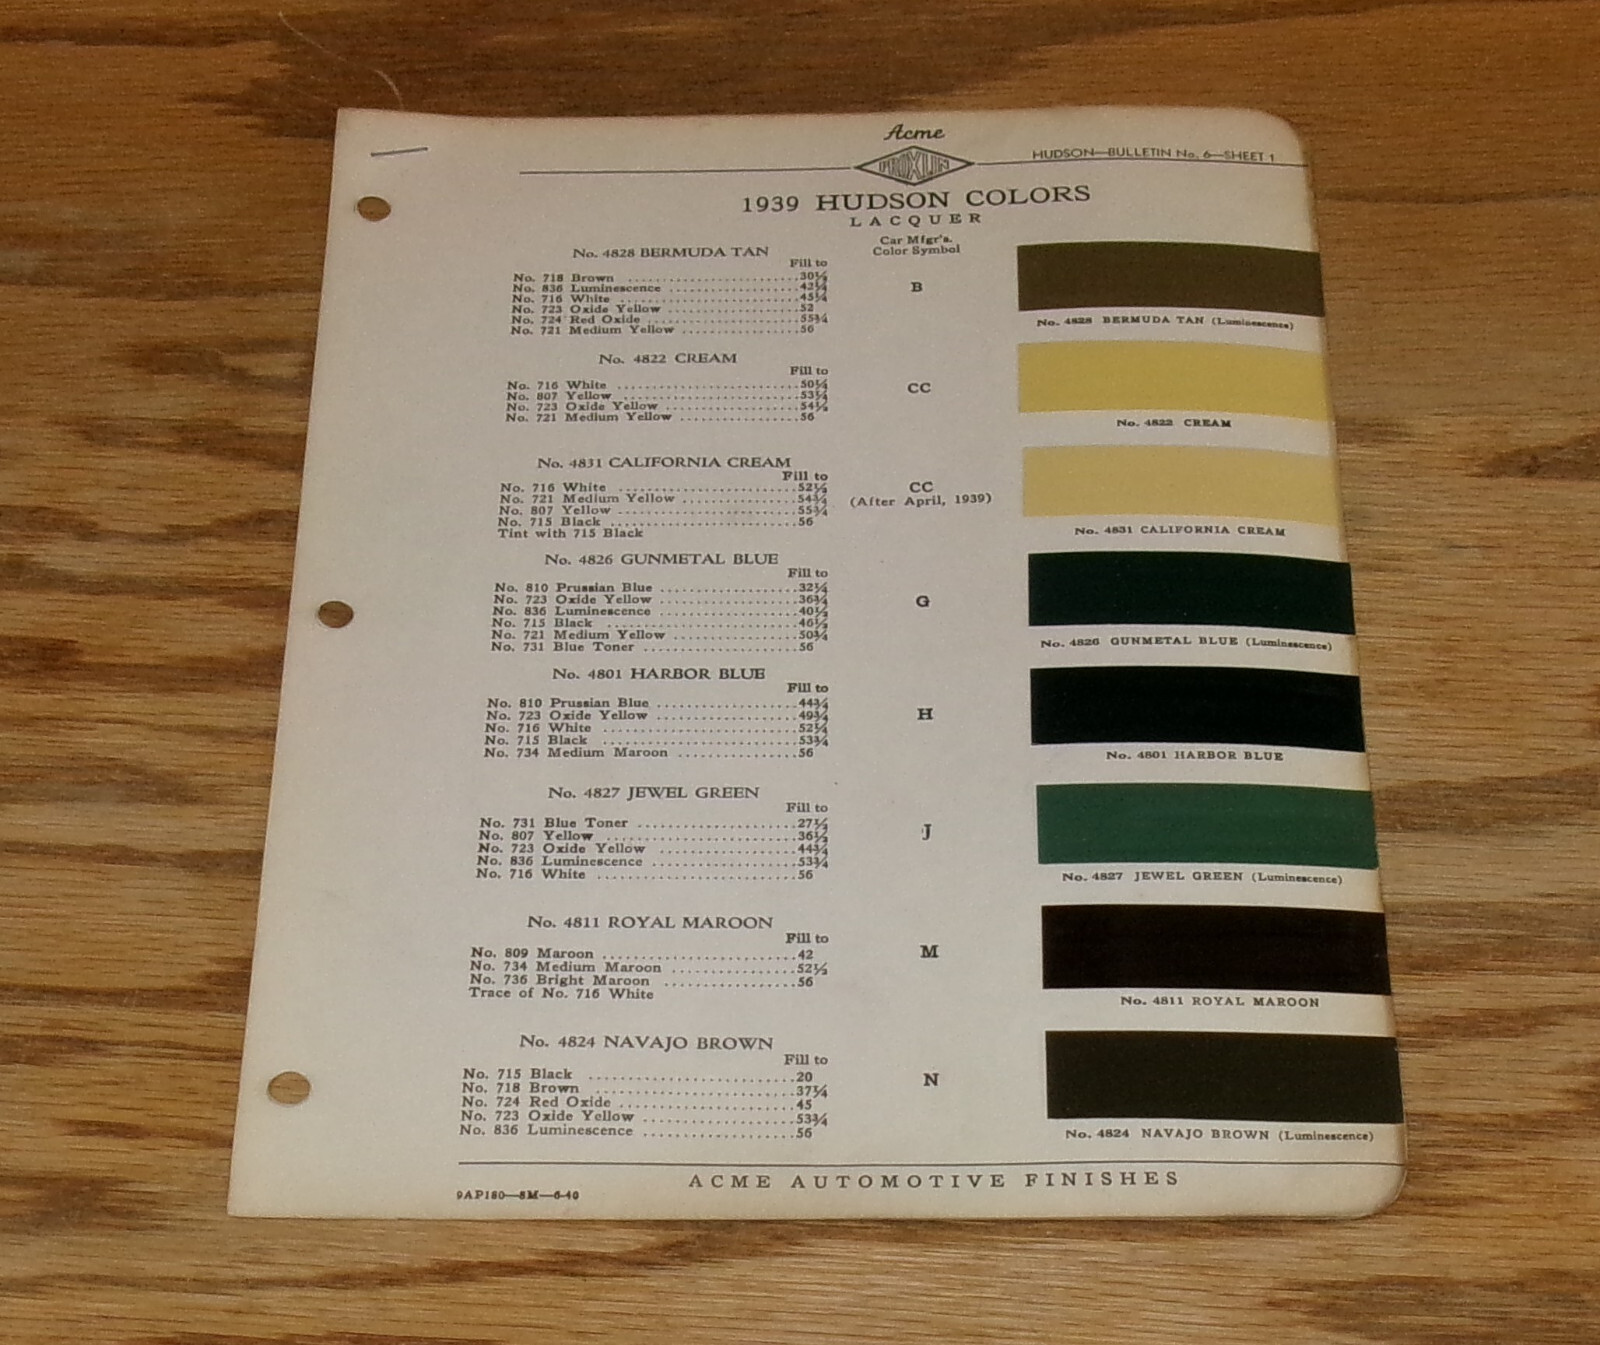 Acme
PROXLIN
HUDSON—BULLETIN No. 6—SHEET 1
1939 HUDSON COLORS
LACQUER
Car Mfgr's.
Color Symbol
No. 4828 BERMUDA TAN
Fill to
No. 718 Brown ........................30½
No. 836 Luminescence ..................42¼
No. 716 White ........................45¼
No. 723 Oxide Yellow ..................52
No. 724 Red Oxide ....................55¾
No. 721 Medium Yellow ................56
B
No. 4828 BERMUDA TAN (Luminescence)
No. 4822 CREAM
Fill to
No. 716 White ........................50¼
No. 807 Yellow .......................53¼
No. 723 Oxide Yellow ..................54½
No. 721 Medium Yellow ................56
CC
No. 4822 CREAM
No. 4831 CALIFORNIA CREAM
Fill to
No. 716 White ........................52½
No. 721 Medium Yellow ................54¾
No. 807 Yellow .......................55¾
No. 715 Black ........................56
Tint with 715 Black
CC
(After April, 1939)
No. 4831 CALIFORNIA CREAM
No. 4826 GUNMETAL BLUE
Fill to
No. 810 Prussian Blue ..................32¼
No. 723 Oxide Yellow ..................36¾
No. 836 Luminescence ..................40½
No. 715 Black ........................46½
No. 721 Medium Yellow ................50¾
No. 731 Blue Toner ....................56
G
No. 4826 GUNMETAL BLUE (Luminescence)
No. 4801 HARBOR BLUE
Fill to
No. 810 Prussian Blue ..................44¾
No. 723 Oxide Yellow ..................49¾
No. 716 White ........................52¼
No. 715 Black ........................53¾
No. 734 Medium Maroon ................56
H
No. 4801 HARBOR BLUE
No. 4827 JEWEL GREEN
Fill to
No. 731 Blue Toner ....................27½
No. 807 Yellow .......................36½
No. 723 Oxide Yellow ..................44¾
No. 836 Luminescence ..................53¾
No. 716 White ........................56
J
No. 4827 JEWEL GREEN (Luminescence)
No. 4811 ROYAL MAROON
Fill to
No. 809 Maroon .......................42
No. 734 Medium Maroon ................52½
No. 736 Bright Maroon ..................56
Trace of No. 716 White
M
No. 4811 ROYAL MAROON
No. 4824 NAVAJO BROWN
Fill to
No. 715 Black ........................20
No. 718 Brown ........................37¼
No. 724 Red Oxide ....................45
No. 723 Oxide Yellow ..................53¾
No. 836 Luminescence ..................56
N
No. 4824 NAVAJO BROWN (Luminescence)
ACME AUTOMOTIVE FINISHES
9AP180—8M—6-40